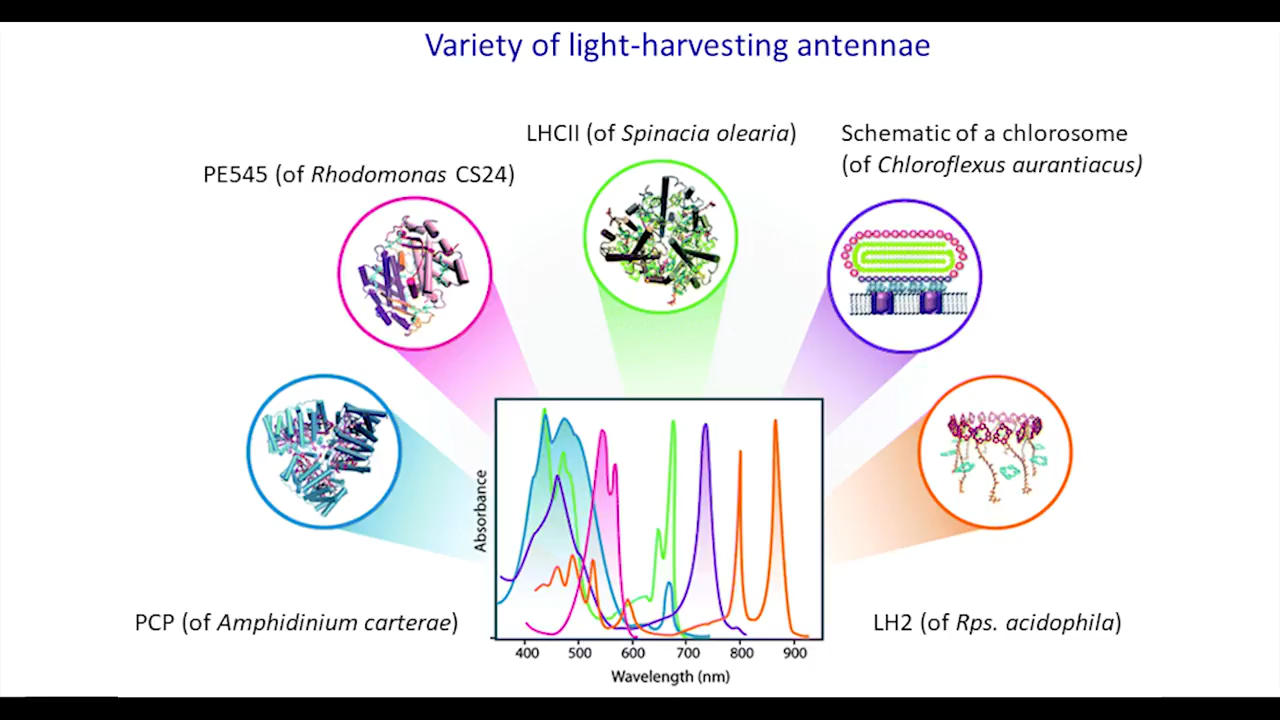 Variety of light-harvesting antennae
LHCII (of Spinacia olearia)
Schematic of a chlorosome
(of Chloroflexus aurantiacus)
PE545 (of Rhodomonas CS24)
PCP (of Amphidinium carterae)
LH2 (of Rps. acidophila)
Absorbance
400 500 600 700 800 900
Wavelength (nm)